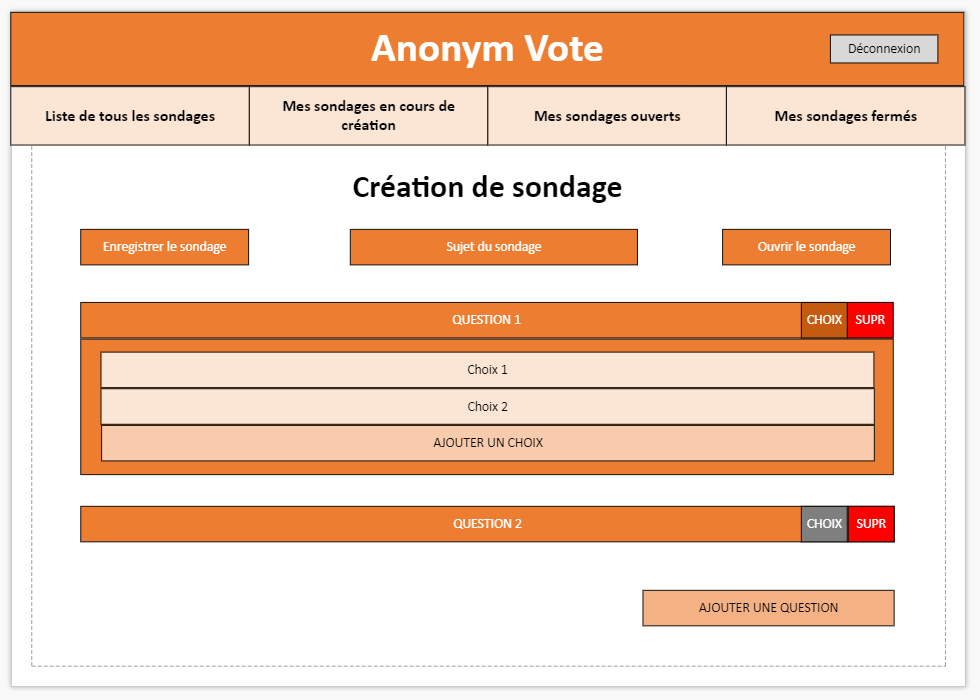 Anonym Vote
Déconnexion
Liste de tous les sondages
Mes sondages en cours de
création
Mes sondages ouverts
Mes sondages fermés
Création de sondage
Enregistrer le sondage
Sujet du sondage
Ouvrir le sondage
QUESTION 1
CHOIX
SUPR
Choix 1
Choix 2
AJOUTER UN CHOIX
QUESTION 2
CHOIX
SUPR
AJOUTER UNE QUESTION